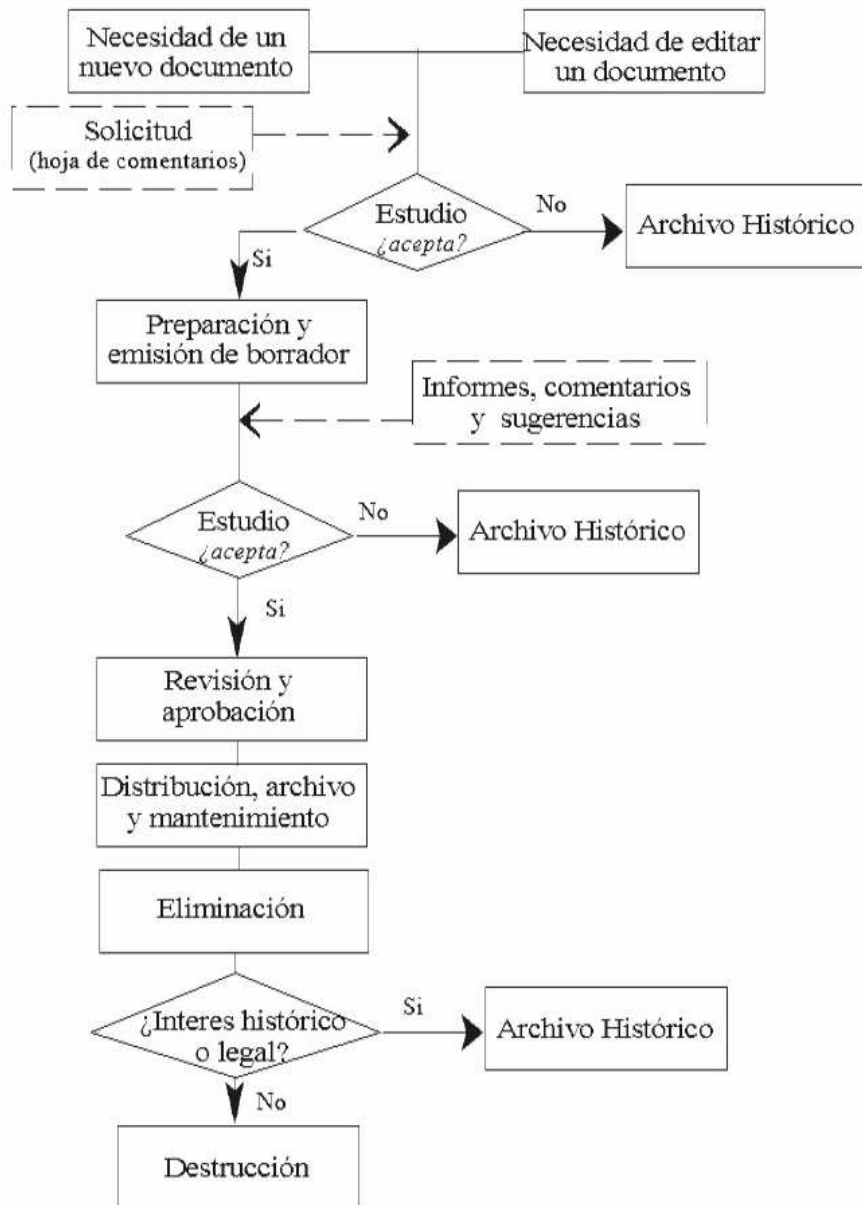 Necesidad de un
nuevo documento
Necesidad de editar
un documento
Solicitud
(hoja de comentarios)
Estudio
¿acepta?
No
Archivo Histórico
Si
Preparación y
emisión de borrador
Informes, comentarios
y sugerencias
Estudio
¿acepta?
No
Archivo Histórico
Si
Revisión y
aprobación
Distribución, archivo
y mantenimiento
Eliminación
¿Interes histórico
o legal?
Si
Archivo Histórico
No
Destrucción